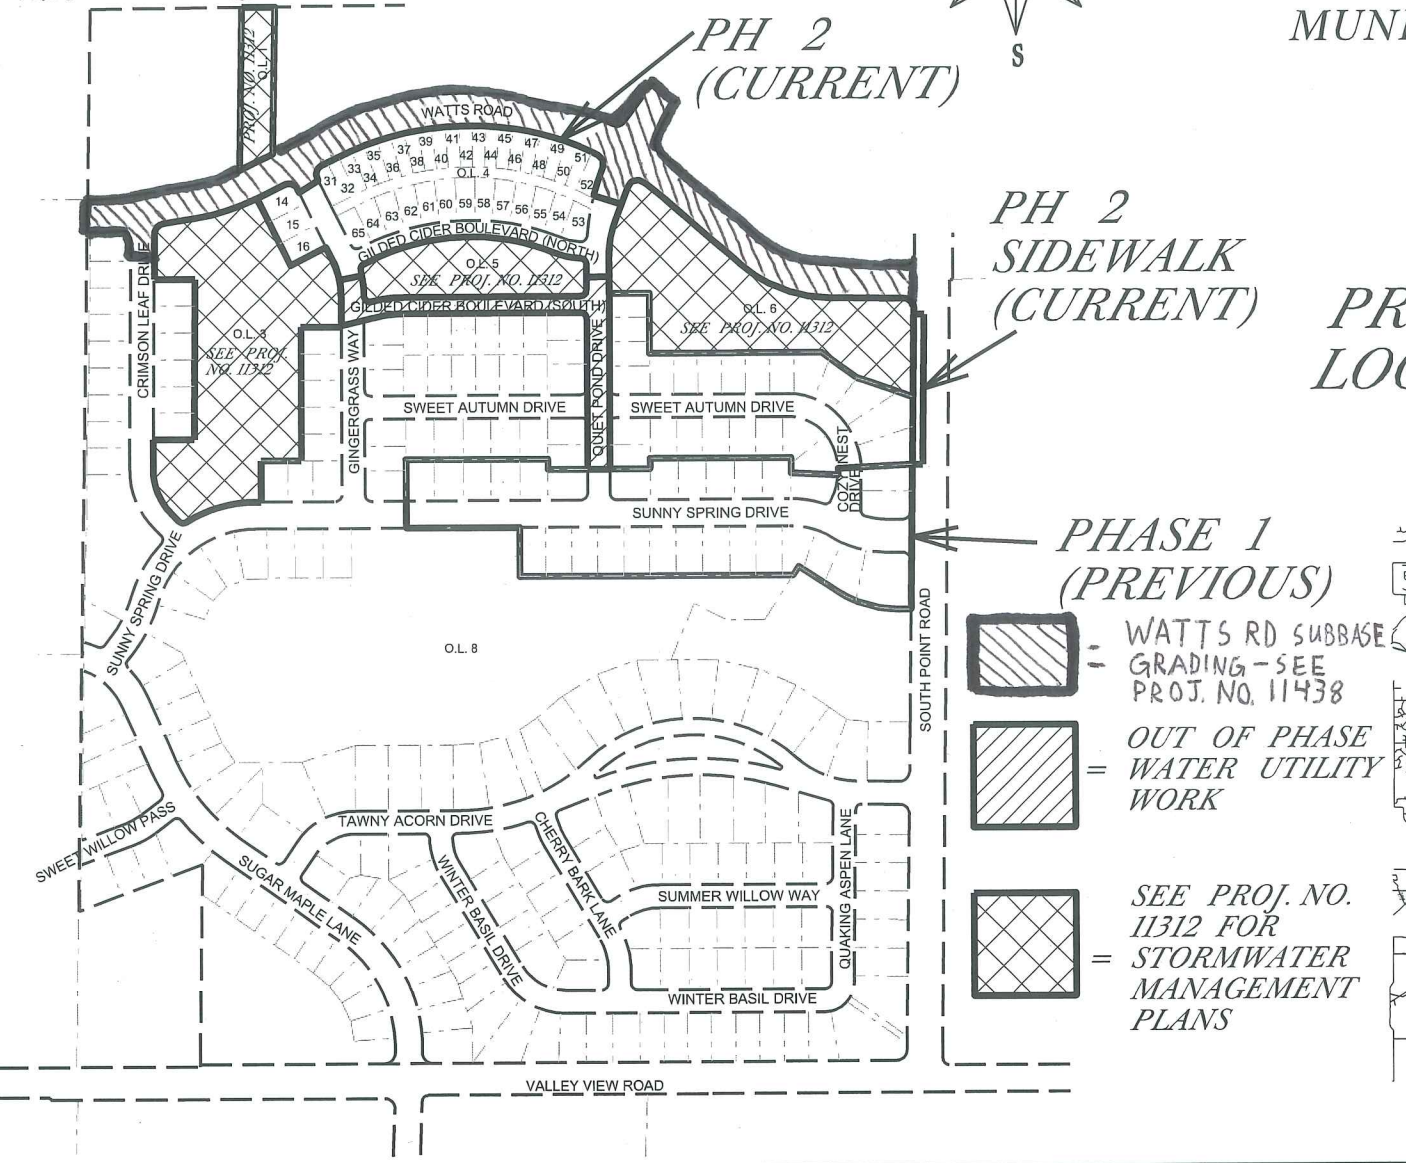 PROJ. NO. 11312
O.L. 1
S
MUNI
PH 2
(CURRENT)
WATTS ROAD
31 32 33 34 35 36 37 38 39 40 41 42 43 44 45 46 47 48 49 50 51 52
O.L. 4
65 64 63 62 61 60 59 58 57 56 55 54 53
14
15
16
GILDED CIDER BOULEVARD (NORTH)
O.L. 5
SEE PROJ. NO. 11312
GILDED CIDER BOULEVARD (SOUTH)
PH 2
SIDEWALK
(CURRENT)
PR
LOC
O.L. 6
SEE PROJ. NO. 11312
CRIMSON LEAF DRIVE
O.L. 3
SEE PROJ.
NO. 11312
GINGERGRASS WAY
QUIET POND DRIVE
SWEET AUTUMN DRIVE
SWEET AUTUMN DRIVE
COZY NEST
DRIVE
SUNNY SPRING DRIVE
PHASE 1
(PREVIOUS)
SUNNY SPRING DRIVE
O.L. 8
SOUTH POINT ROAD
= WATTS RD SUBBASE
GRADING-SEE
PROJ. NO. 11438
OUT OF PHASE
= WATER UTILITY
WORK
SEE PROJ. NO.
11312 FOR
= STORMWATER
MANAGEMENT
PLANS
SWEET WILLOW PASS
TAWNY ACORN DRIVE
SUGAR MAPLE LANE
WINTER BASIL DRIVE
CHERRY BARK LANE
SUMMER WILLOW WAY
QUAKING ASPEN LANE
WINTER BASIL DRIVE
VALLEY VIEW ROAD